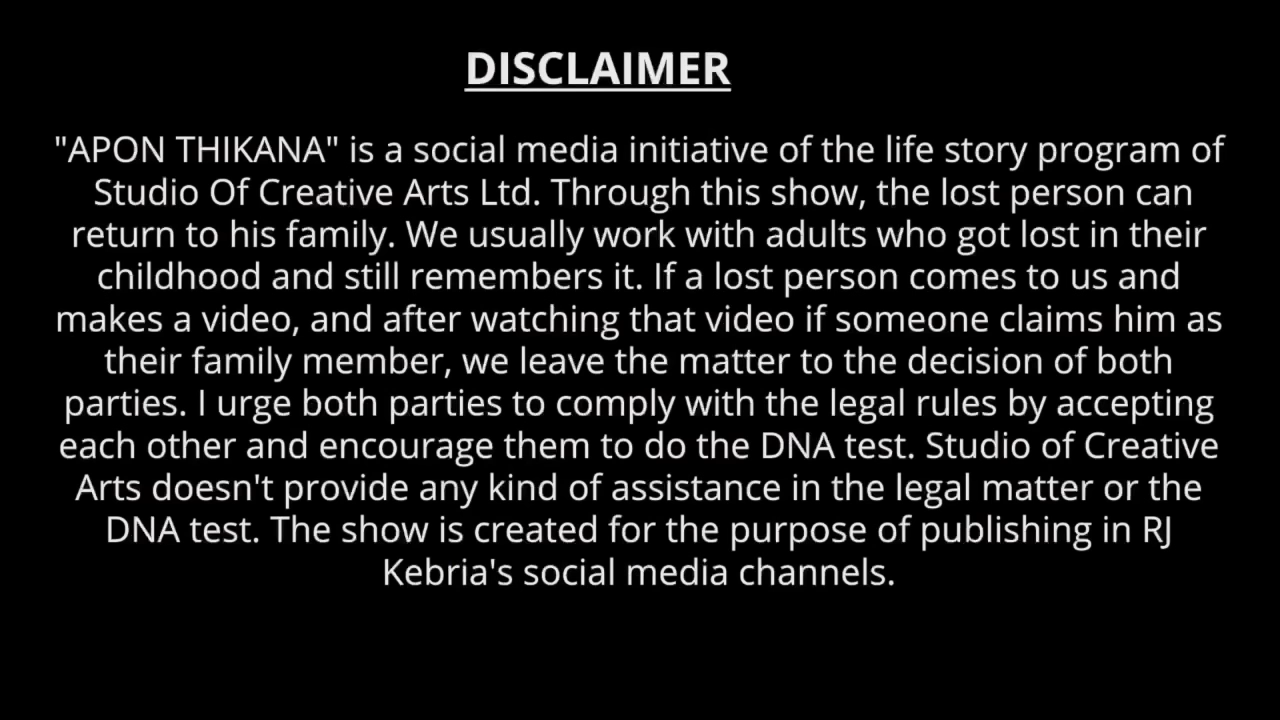 DISCLAIMER
"APON THIKANA" is a social media initiative of the life story program of
Studio Of Creative Arts Ltd. Through this show, the lost person can
return to his family. We usually work with adults who got lost in their
childhood and still remembers it. If a lost person comes to us and
makes a video, and after watching that video if someone claims him as
their family member, we leave the matter to the decision of both
parties. I urge both parties to comply with the legal rules by accepting
each other and encourage them to do the DNA test. Studio of Creative
Arts doesn't provide any kind of assistance in the legal matter or the
DNA test. The show is created for the purpose of publishing in RJ
Kebria's social media channels.